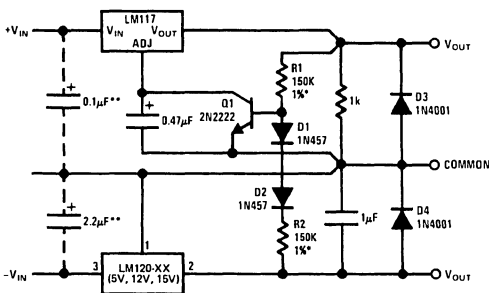 LM117
+VIN
VIN VOUT
ADJ
VOUT
R1
150K
1%*
Q1
2N2222
0.1µF**
0.47µF
1k
D3
1N4001
D1
1N457
COMMON
D2
1N457
2.2µF**
R2
150K
1%*
1µF
D4
1N4001
1
-VIN
3
LM120-XX
(5V, 12V, 15V)
2
VOUT